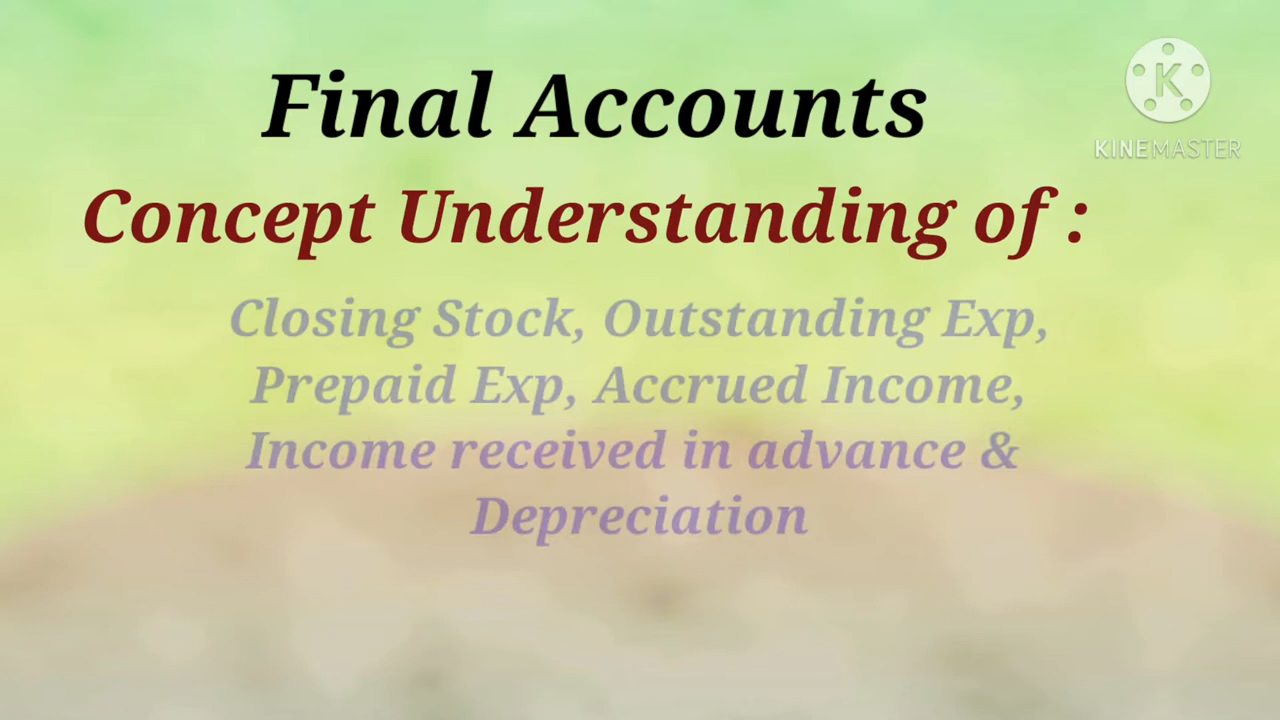 Final Accounts
KINEMASTER
Concept Understanding of :
Closing Stock, Outstanding Exp,
Prepaid Exp, Accrued Income,
Income received in advance &
Depreciation